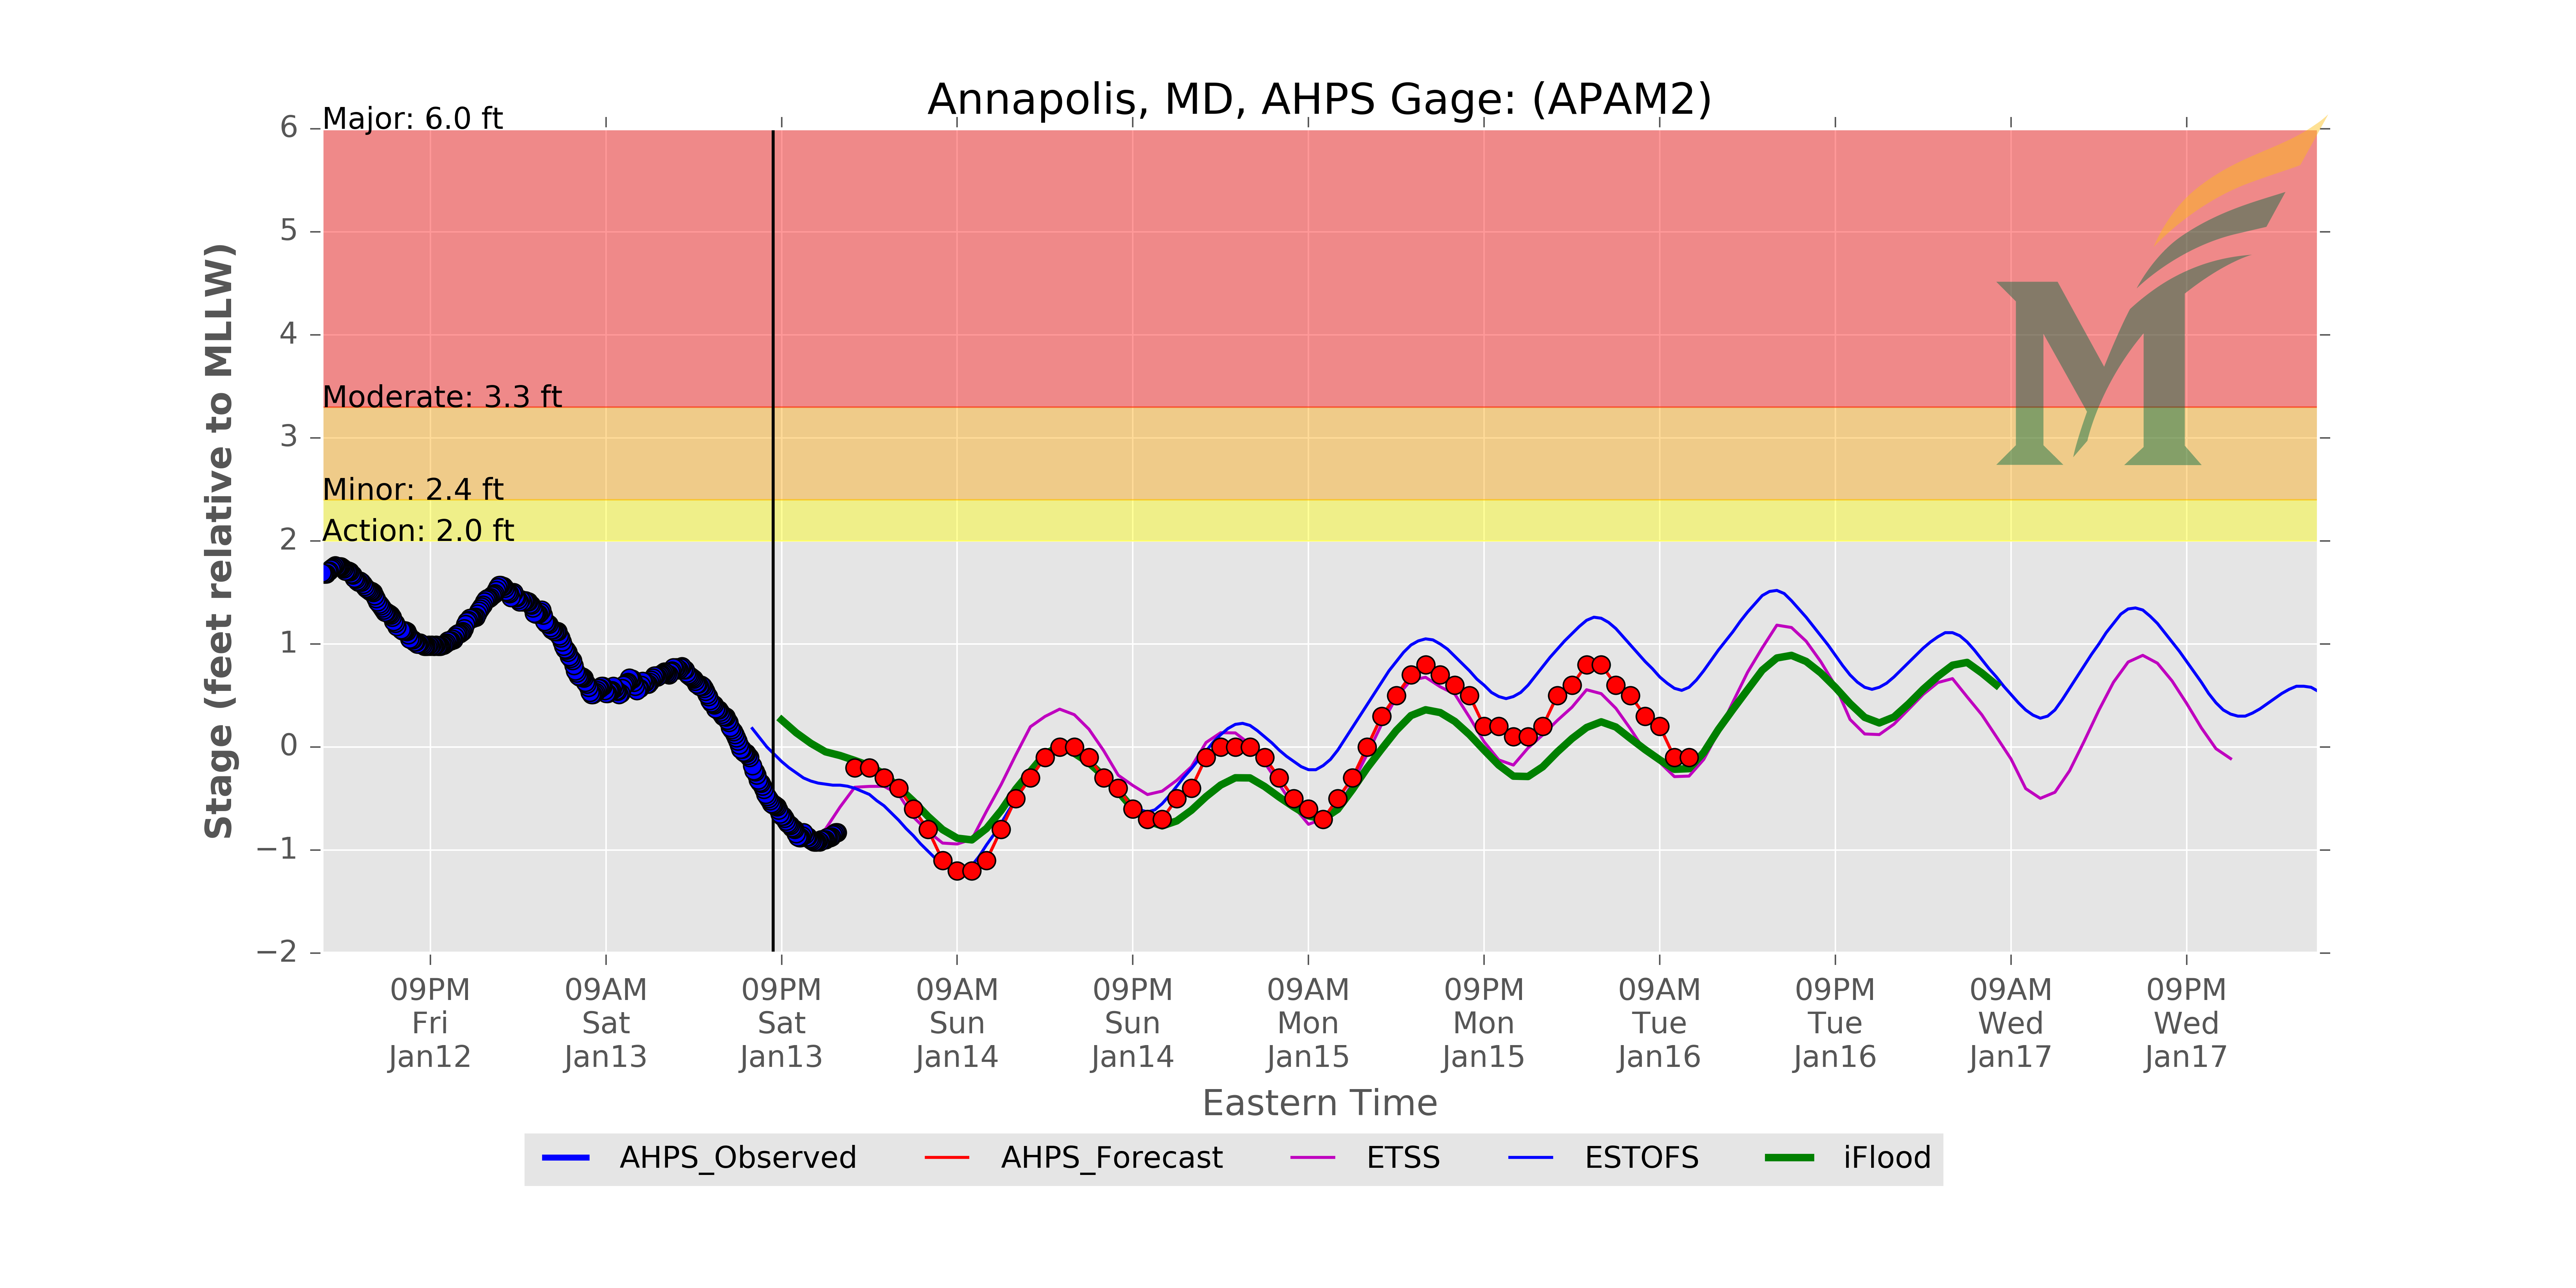 Annapolis, MD, AHPS Gage: (APAM2)
Major: 6.0 ft
Moderate: 3.3 ft
Minor: 2.4 ft
Action: 2.0 ft
6
5
4
3
2
1
0
−1
−2
Stage (feet relative to MLLW)
09PM 09AM 09PM 09AM 09PM 09AM 09PM 09AM 09PM 09AM 09PM
Fri Sat Sat Sun Sun Mon Mon Tue Tue Wed Wed
Jan12 Jan13 Jan13 Jan14 Jan14 Jan15 Jan15 Jan16 Jan16 Jan17 Jan17
Eastern Time
AHPS_Observed AHPS_Forecast ETSS ESTOFS iFlood
M